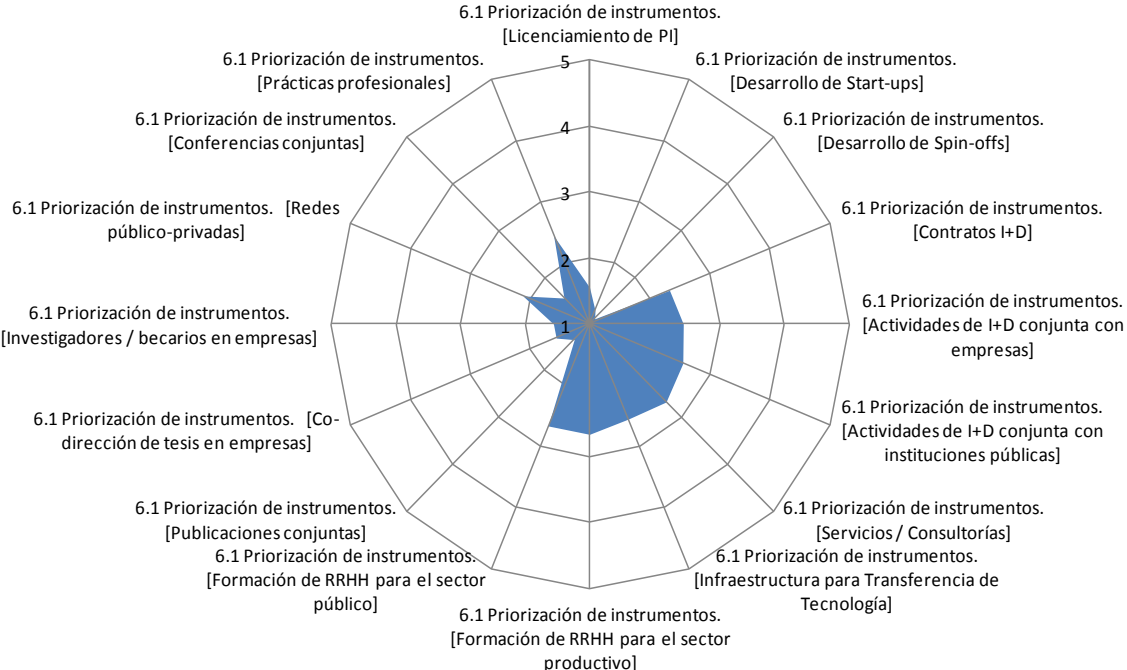 6.1 Priorización de instrumentos.
[Licenciamiento de PI]
6.1 Priorización de instrumentos.
[Desarrollo de Start-ups]
6.1 Priorización de instrumentos.
[Desarrollo de Spin-offs]
6.1 Priorización de instrumentos.
[Contratos I+D]
6.1 Priorización de instrumentos.
[Actividades de I+D conjunta con
empresas]
6.1 Priorización de instrumentos.
[Actividades de I+D conjunta con
instituciones públicas]
6.1 Priorización de instrumentos.
[Servicios / Consultorías]
6.1 Priorización de instrumentos.
[Infraestructura para Transferencia de
Tecnología]
6.1 Priorización de instrumentos.
[Formación de RRHH para el sector
productivo]
6.1 Priorización de instrumentos.
[Formación de RRHH para el sector
público]
6.1 Priorización de instrumentos.
[Publicaciones conjuntas]
6.1 Priorización de instrumentos. [Co-
dirección de tesis en empresas]
6.1 Priorización de instrumentos.
[Investigadores / becarios en empresas]
6.1 Priorización de instrumentos. [Redes
público-privadas]
6.1 Priorización de instrumentos.
[Conferencias conjuntas]
6.1 Priorización de instrumentos.
[Prácticas profesionales]
5
4
3
2
1